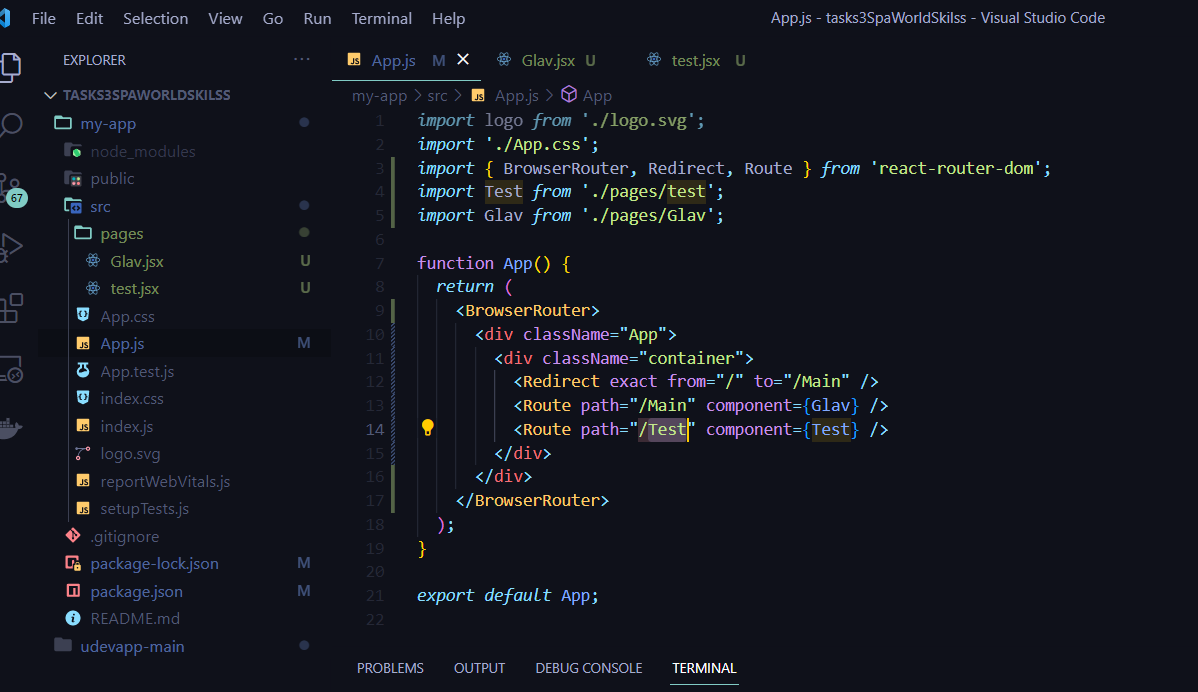 File Edit Selection View Go Run Terminal Help
App.js - tasks3SpaWorldSkilss - Visual Studio Code
EXPLORER ···
TASKS3SPAWORLDSKILSS
my-app
node_modules
public
67
src
pages
Glav.jsx U
test.jsx U
App.css
App.js M
App.test.js
index.css
index.js
logo.svg
reportWebVitals.js
setupTests.js
.gitignore
package-lock.json M
package.json M
README.md
udevapp-main
App.js M Glav.jsx U test.jsx U
my-app > src > App.js > App
1 import logo from './logo.svg';
2 import './App.css';
3 import { BrowserRouter, Redirect, Route } from 'react-router-dom';
4 import Test from './pages/test';
5 import Glav from './pages/Glav';
6
7 function App() {
8 return (
9 <BrowserRouter>
10 <div className="App">
11 <div className="container">
12 <Redirect exact from="/" to="/Main" />
13 <Route path="/Main" component={Glav} />
14 <Route path="/Test" component={Test} />
15 </div>
16 </div>
17 </BrowserRouter>
18 );
19 }
20
21 export default App;
22
PROBLEMS OUTPUT DEBUG CONSOLE TERMINAL